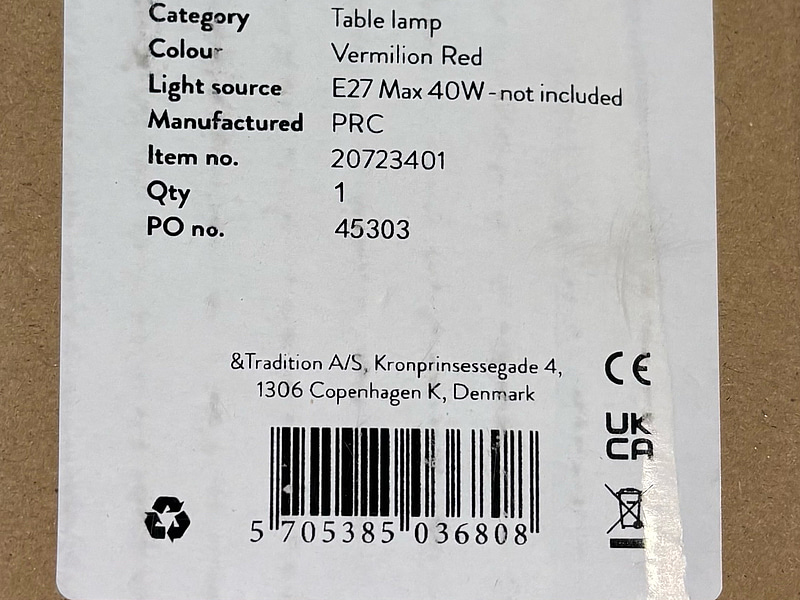 Category Table lamp
Colour Vermilion Red
Light source E27 Max 40W - not included
Manufactured PRC
Item no. 20723401
Qty 1
PO no. 45303
&Tradition A/S, Kronprinsessegade 4,
1306 Copenhagen K, Denmark
CE
UK
CA
5 705385 036808